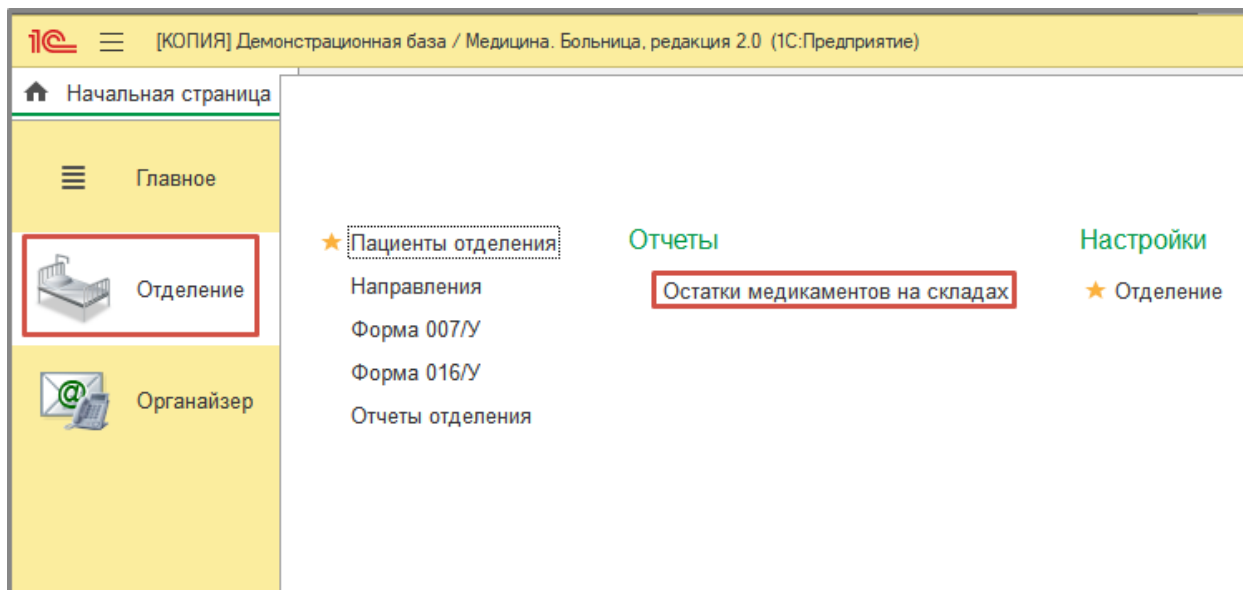 1С [КОПИЯ] Демонстрационная база / Медицина. Больница, редакция 2.0 (1С:Предприятие)
Начальная страница
Главное
Отделение
Органайзер
Пациенты отделения
Направления
Форма 007/У
Форма 016/У
Отчеты отделения
Отчеты
Остатки медикаментов на складах
Настройки
Отделение